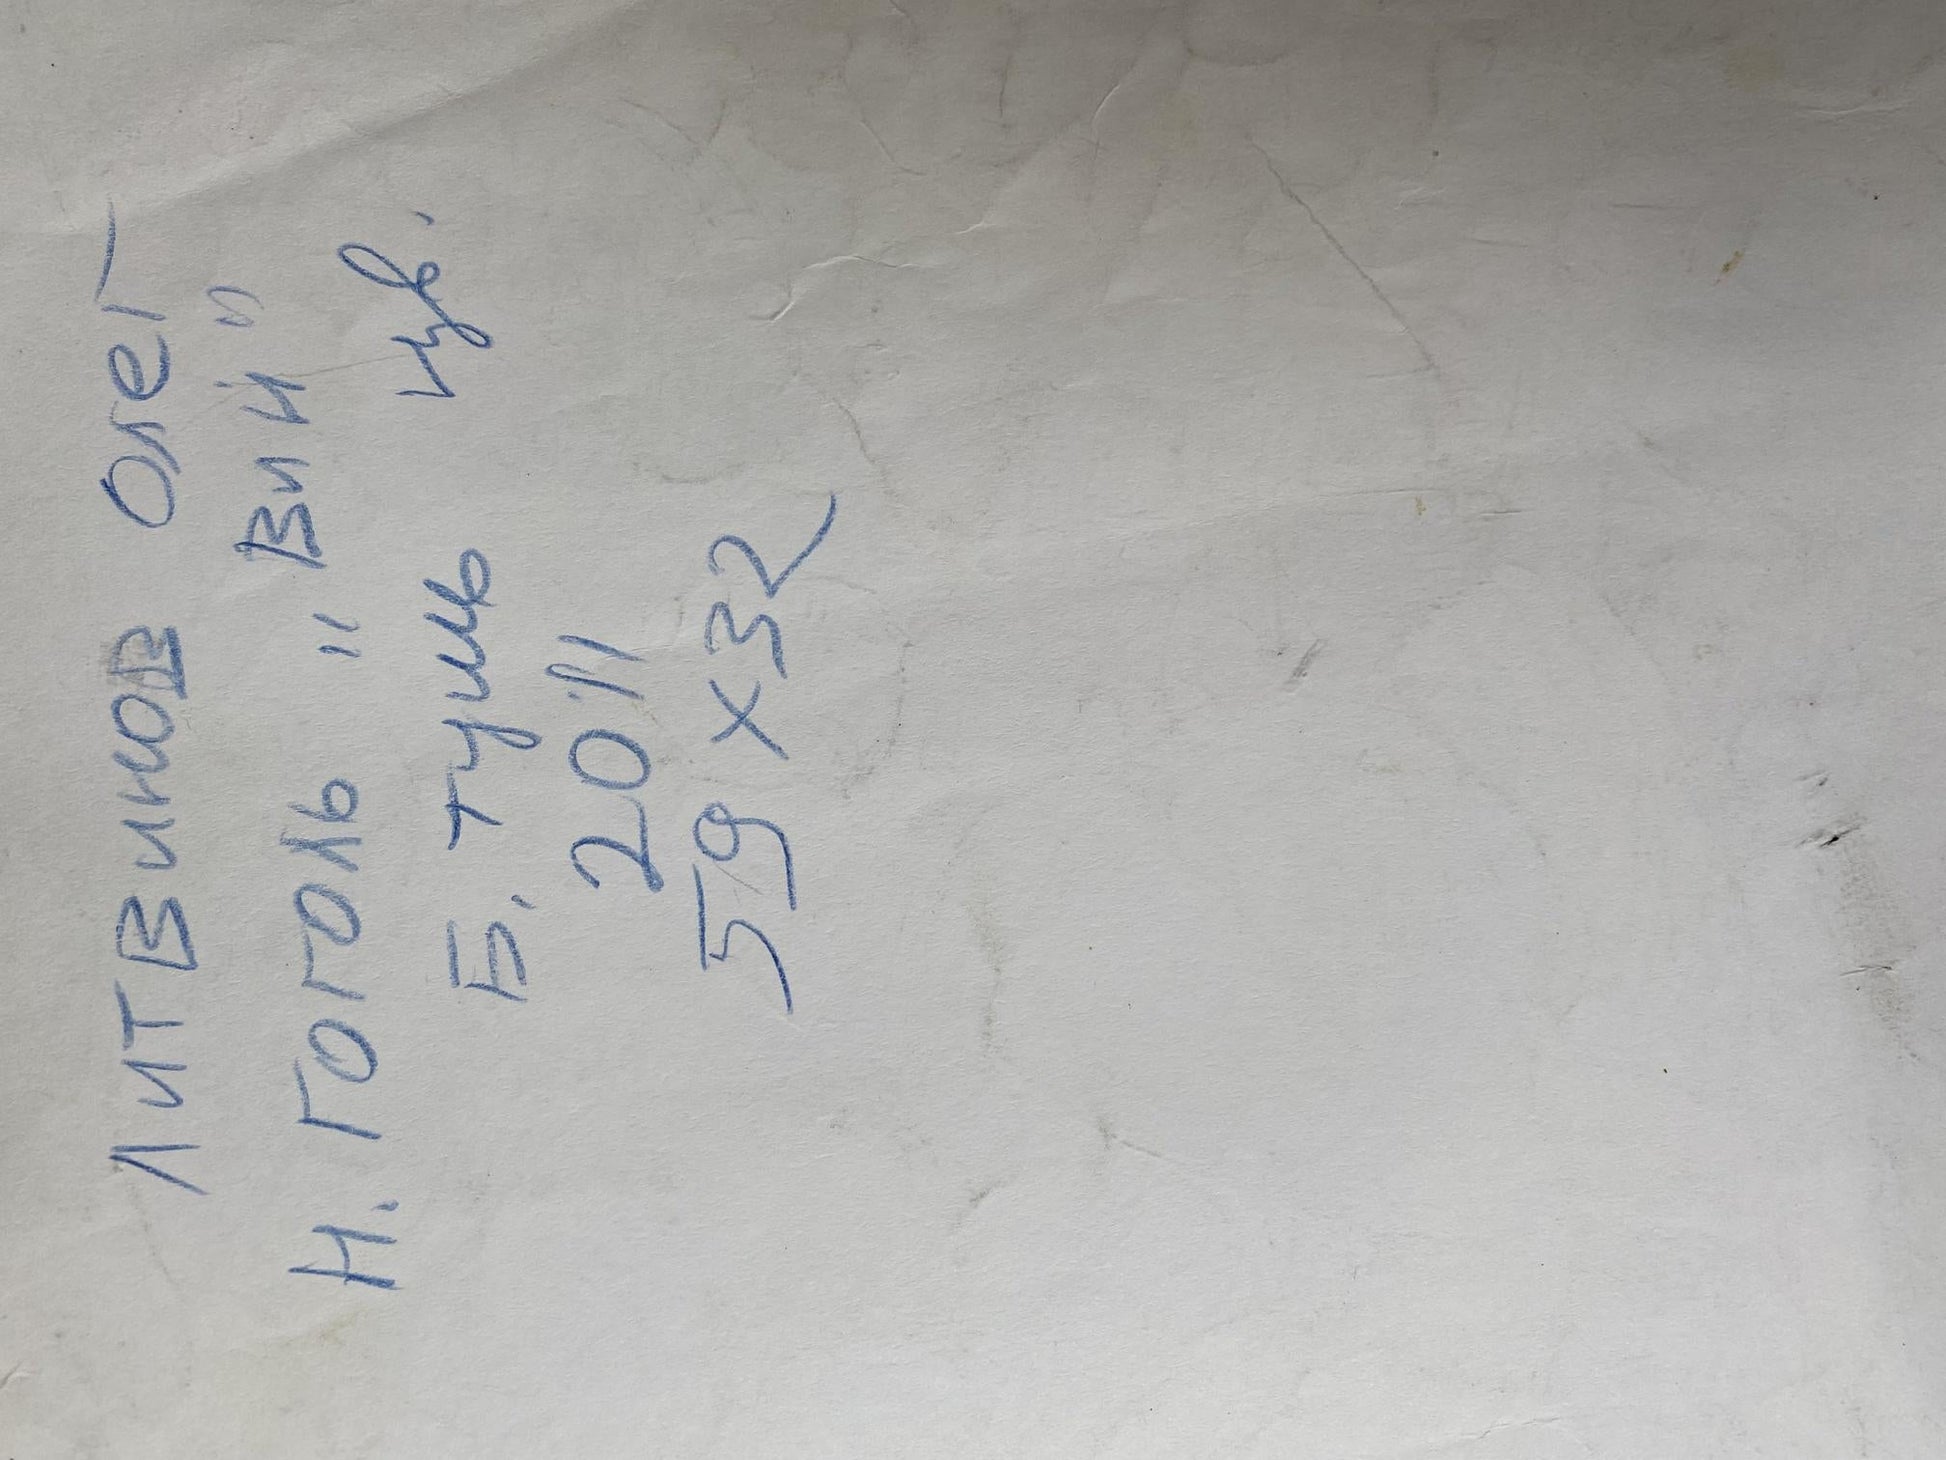 ЛИТВИНОВ Олег
Н. Гоголь "Вий"
Б. тушь цв.
2011
59 x 32